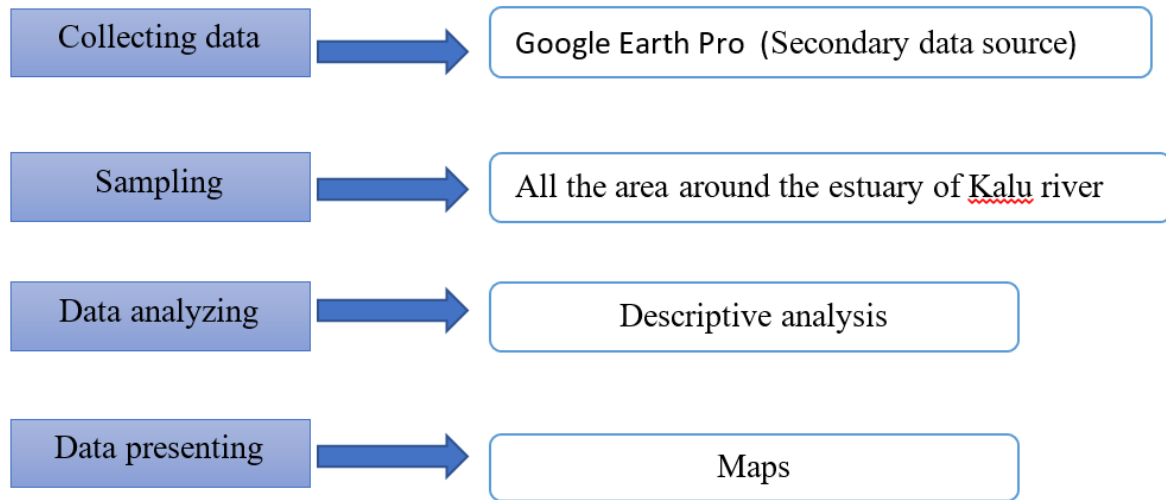 Collecting data
Google Earth Pro (Secondary data source)
Sampling
All the area around the estuary of Kalu river
Data analyzing
Descriptive analysis
Data presenting
Maps